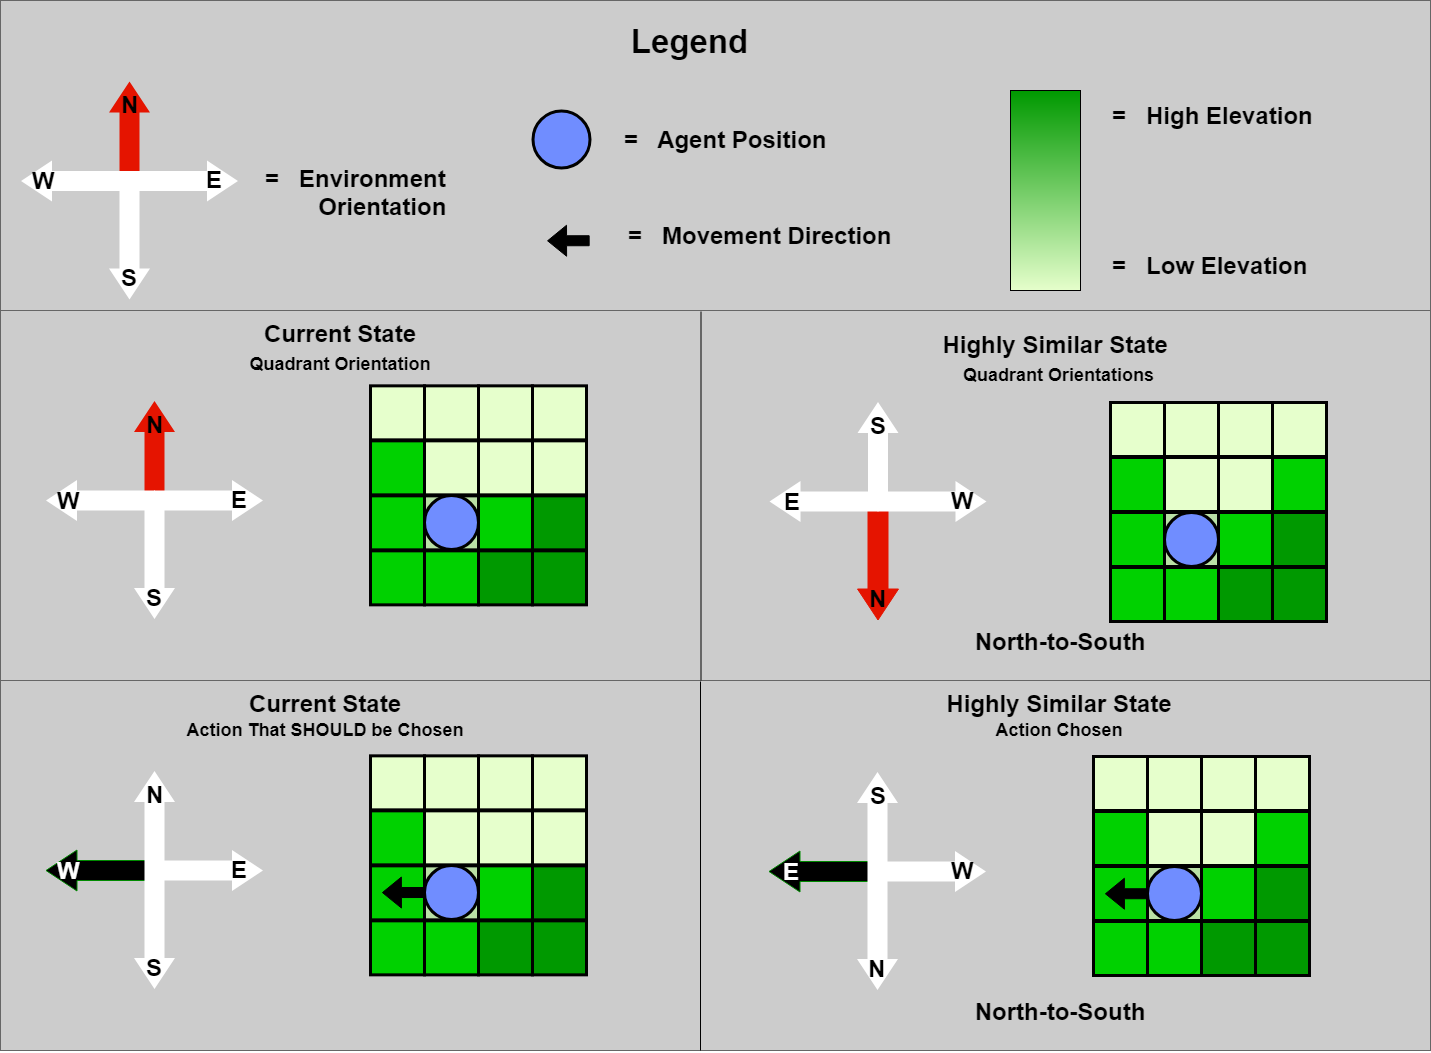 Legend
N
W
E
S
= Environment
Orientation
= Agent Position
= Movement Direction
= High Elevation
= Low Elevation
Current State
Quadrant Orientation
N
W
E
S
Highly Similar State
Quadrant Orientations
S
E
W
N
North-to-South
Current State
Action That SHOULD be Chosen
N
W
E
S
Highly Similar State
Action Chosen
S
E
W
N
North-to-South